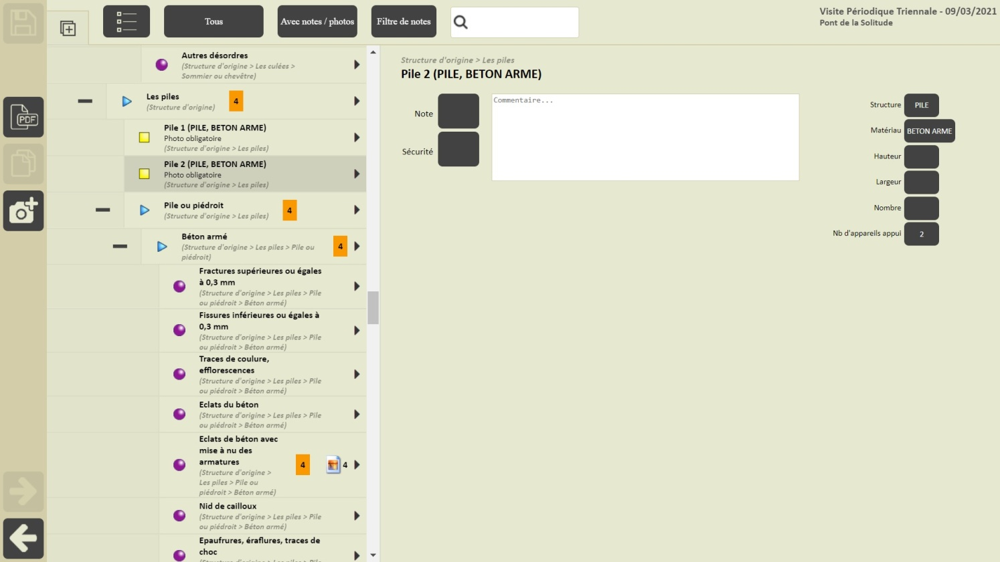 Tous
Avec notes / photos
Filtre de notes
Visite Périodique Triennale - 09/03/2021
Pont de la Solitude
PDF
Autres désordres
(Structure d'origine > Les culées >
Sommier ou chevêtre)
Les piles
(Structure d'origine)
4
Pile 1 (PILE, BETON ARME)
Photo obligatoire
(Structure d'origine > Les piles)
Pile 2 (PILE, BETON ARME)
Photo obligatoire
(Structure d'origine > Les piles)
Pile ou piédroit
(Structure d'origine > Les piles)
4
Béton armé
(Structure d'origine > Les piles > Pile ou
piédroit)
4
Fractures supérieures ou égales
à 0,3 mm
(Structure d'origine > Les piles > Pile
ou piédroit > Béton armé)
Fissures inférieures ou égales à
0,3 mm
(Structure d'origine > Les piles > Pile
ou piédroit > Béton armé)
Traces de coulure,
efflorescences
(Structure d'origine > Les piles > Pile
ou piédroit > Béton armé)
Eclats du béton
(Structure d'origine > Les piles > Pile
ou piédroit > Béton armé)
Eclats de béton avec
mise à nu des
armatures
(Structure d'origine >
Les piles > Pile ou
piédroit > Béton armé)
4
4
Nid de cailloux
(Structure d'origine > Les piles > Pile
ou piédroit > Béton armé)
Epaufrures, éraflures, traces de
choc
(Structure d'origine > Les piles > Pile
Structure d'origine > Les piles
Pile 2 (PILE, BETON ARME)
Note
Sécurité
Commentaire...
Structure PILE
Matériau BETON ARME
Hauteur
Largeur
Nombre
Nb d'appareils appui 2